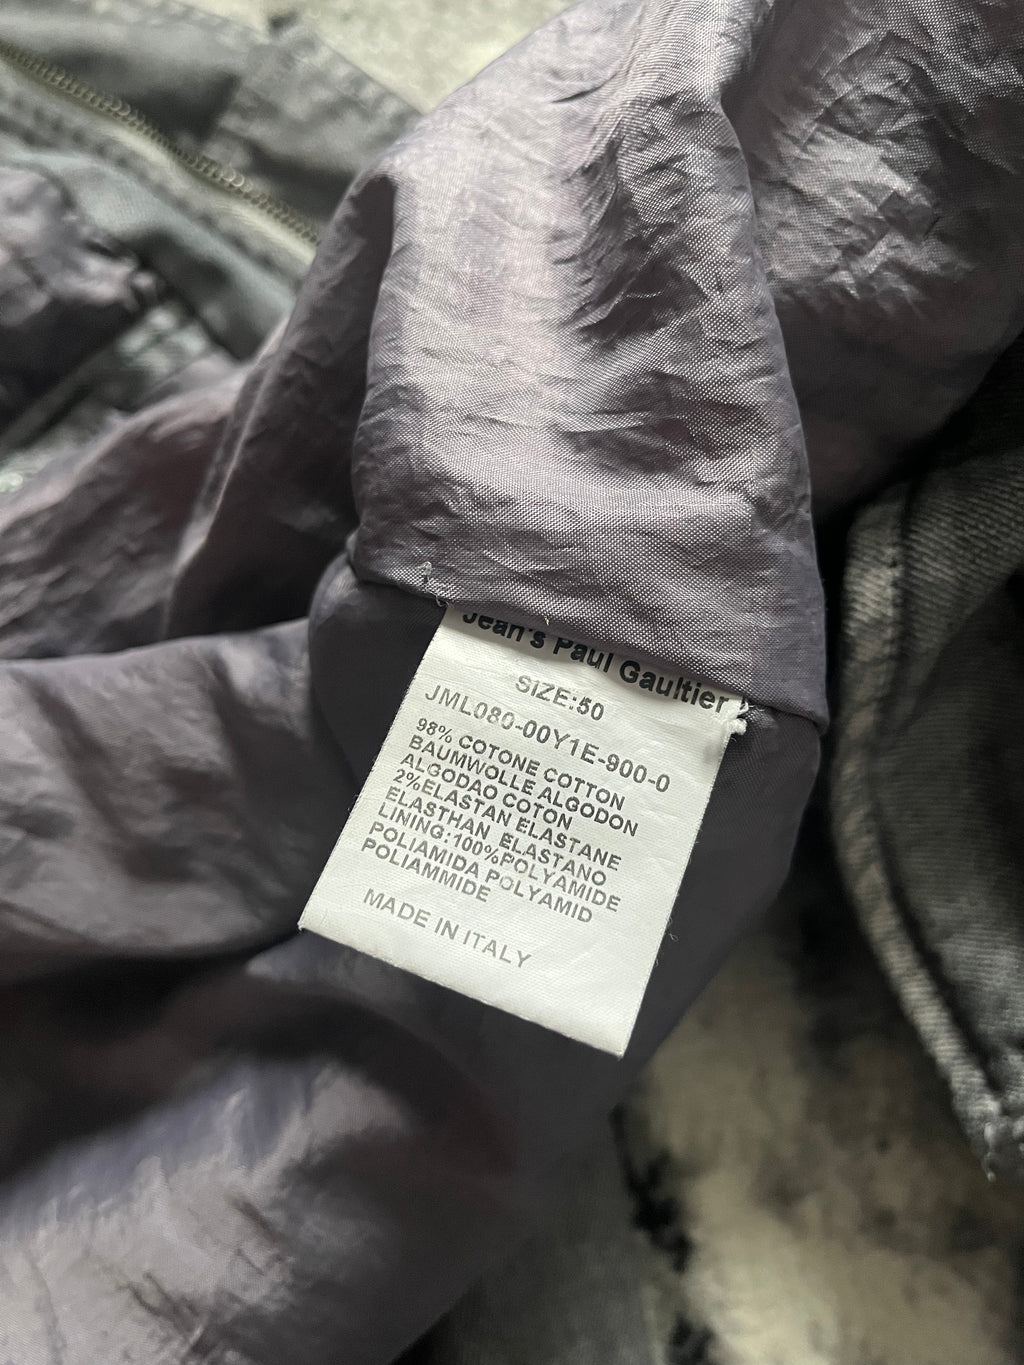 Jean's Paul Gaultier
SIZE:50
JML080-00Y1E-900-0
98% COTONE COTTON
BAUMWOLLE ALGODON
ALGODAO COTON
2%ELASTAN ELASTANE
ELASTHAN ELASTANO
LINING:100%POLYAMIDE
POLIAMIDA POLYAMID
POLIAMMIDE
MADE IN ITALY